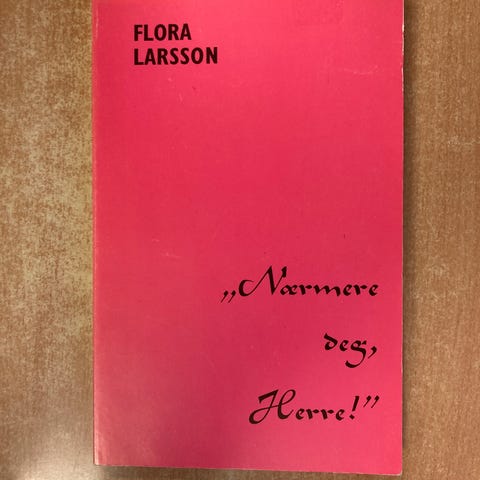 FLORA
LARSSON
„Nærmere
deg,
Herre!”